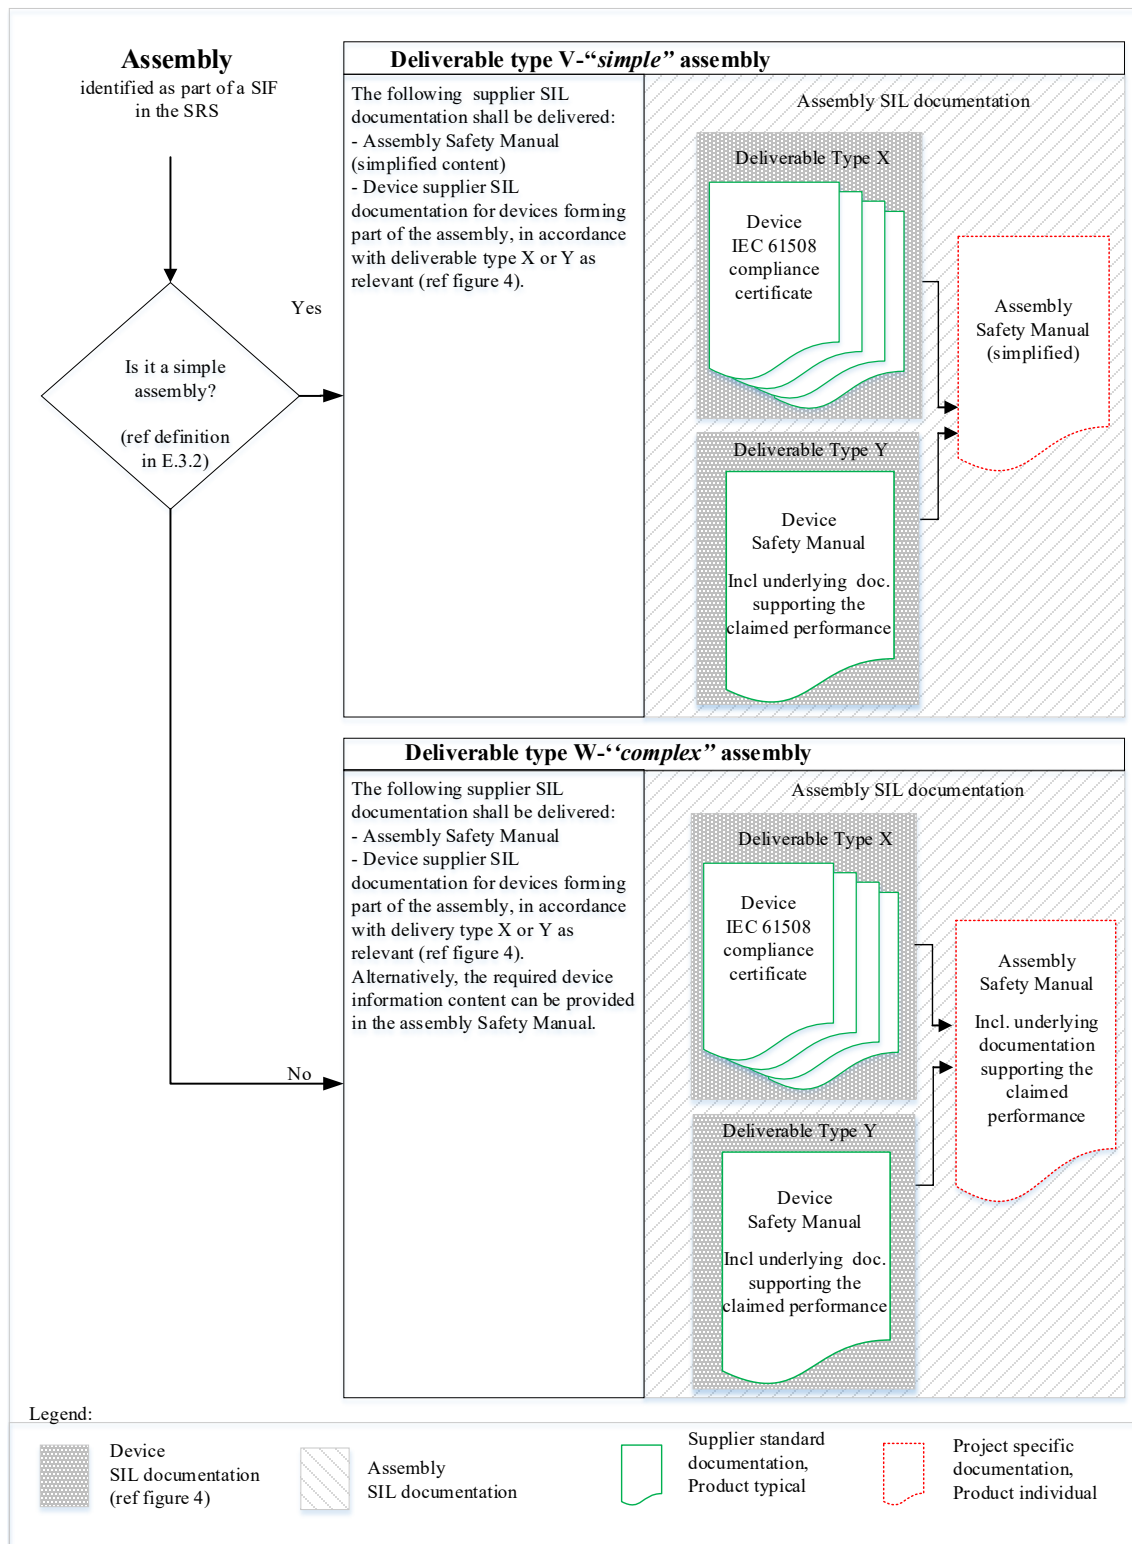 Assembly
identified as part of a SIF
in the SRS
Is it a simple
assembly?
(ref definition
in E.3.2)
Yes
No
Deliverable type V-“simple” assembly
The following  supplier SIL
documentation shall be delivered:
- Assembly Safety Manual
(simplified content)
- Device supplier SIL
documentation for devices forming
part of the assembly, in accordance
with deliverable type X or Y as
relevant (ref figure 4).
Assembly SIL documentation
Deliverable Type X
Device
IEC 61508
compliance
certificate
Deliverable Type Y
Device
Safety Manual
Incl underlying  doc.
supporting the
claimed performance
Assembly
Safety Manual
(simplified)
Deliverable type W-‘‘complex” assembly
The following supplier SIL
documentation shall be delivered:
- Assembly Safety Manual
- Device supplier SIL
documentation for devices forming
part of the assembly, in accordance
with delivery type X or Y as
relevant (ref figure 4).
Alternatively, the required device
information content can be provided
in the assembly Safety Manual.
Assembly SIL documentation
Deliverable Type X
Device
IEC 61508
compliance
certificate
Deliverable Type Y
Device
Safety Manual
Incl underlying  doc.
supporting the
claimed performance
Assembly
Safety Manual
Incl. underlying
documentation
supporting the
claimed
performance
Legend:
Device
SIL documentation
(ref figure 4)
Assembly
SIL documentation
Supplier standard
documentation,
Product typical
Project specific
documentation,
Product individual